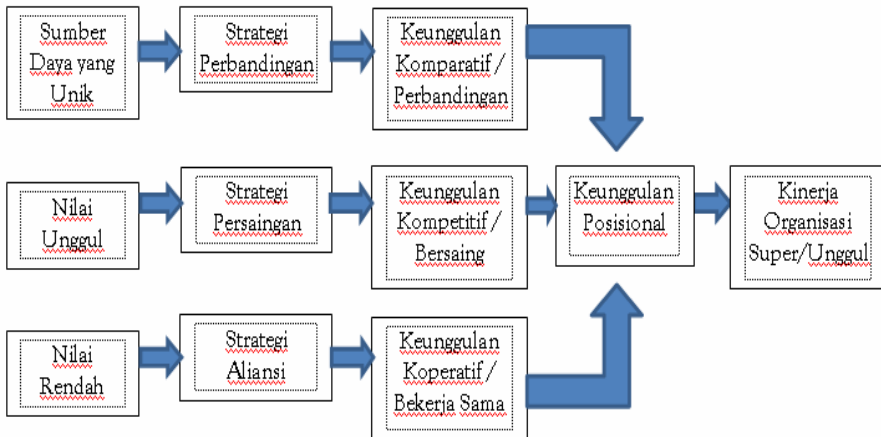 Sumber
Daya yang
Unik
Strategi
Perbandingan
Keunggulan
Komparatif /
Perbandingan
Nilai
Unggul
Strategi
Persaingan
Keunggulan
Kompetitif /
Bersaing
Keunggulan
Posisional
Kinerja
Organisasi
Super/Unggul
Nilai
Rendah
Strategi
Aliansi
Keunggulan
Koperatif /
Bekerja Sama